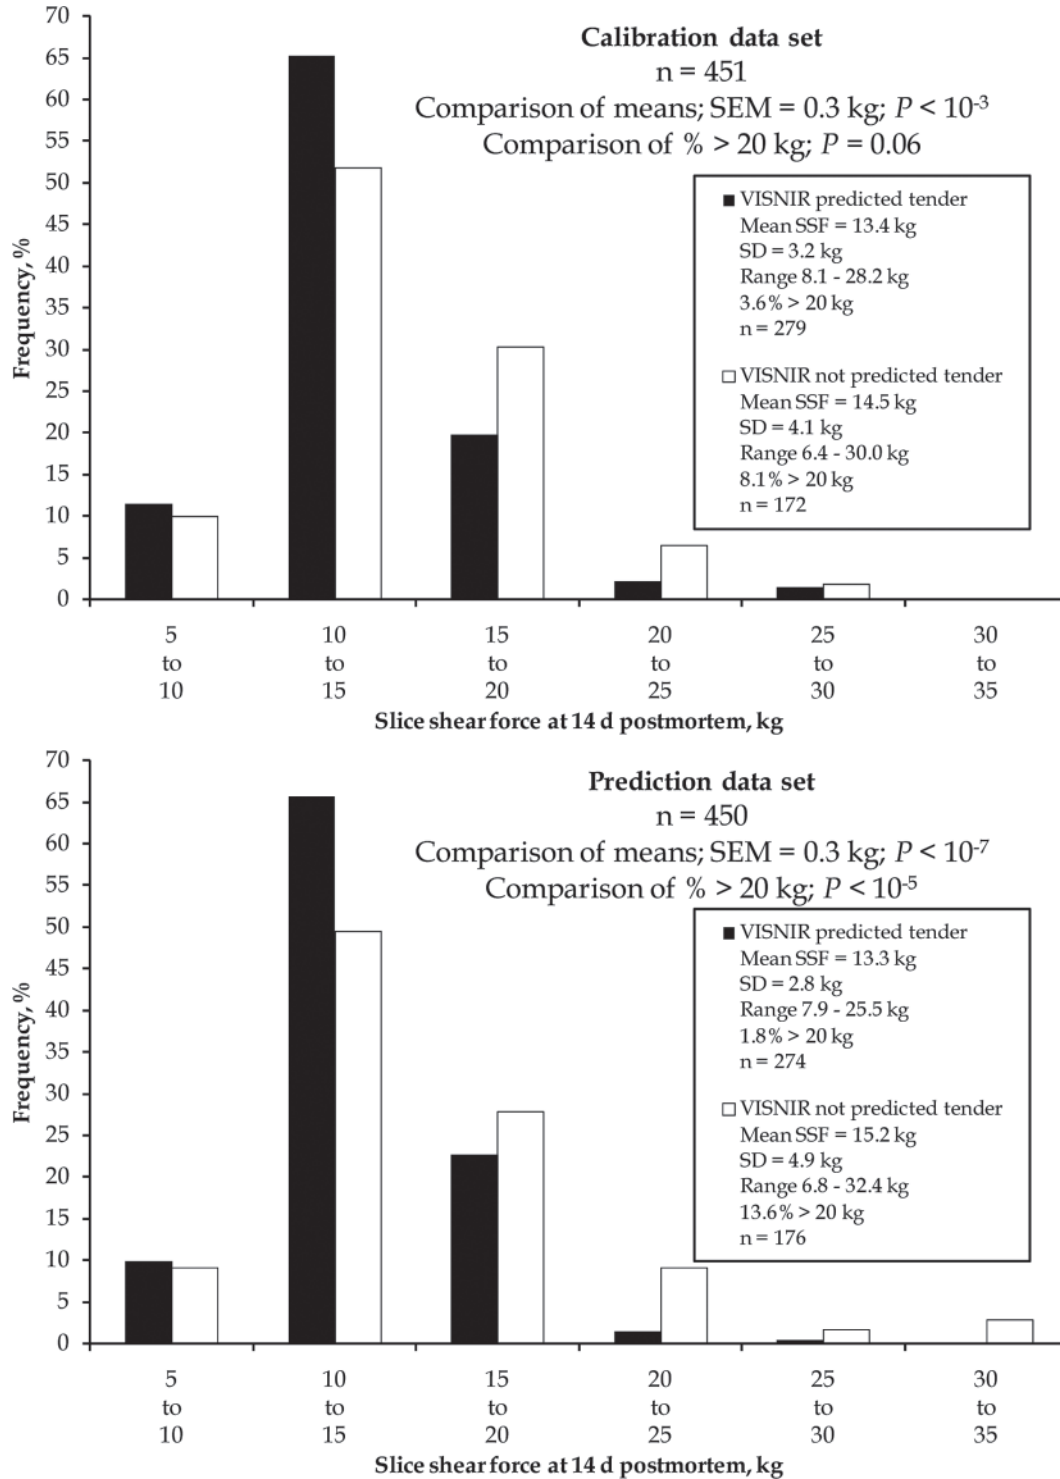 Calibration data set
n = 451
Comparison of means; SEM = 0.3 kg; P < 10-3
Comparison of % > 20 kg; P = 0.06
VISNIR predicted tender
Mean SSF = 13.4 kg
SD = 3.2 kg
Range 8.1 - 28.2 kg
3.6% > 20 kg
n = 279
VISNIR not predicted tender
Mean SSF = 14.5 kg
SD = 4.1 kg
Range 6.4 - 30.0 kg
8.1% > 20 kg
n = 172
Frequency, %
70
65
60
55
50
45
40
35
30
25
20
15
10
5
0
5 to 10
10 to 15
15 to 20
20 to 25
25 to 30
30 to 35
Slice shear force at 14 d postmortem, kg
Prediction data set
n = 450
Comparison of means; SEM = 0.3 kg; P < 10-7
Comparison of % > 20 kg; P < 10-5
VISNIR predicted tender
Mean SSF = 13.3 kg
SD = 2.8 kg
Range 7.9 - 25.5 kg
1.8% > 20 kg
n = 274
VISNIR not predicted tender
Mean SSF = 15.2 kg
SD = 4.9 kg
Range 6.8 - 32.4 kg
13.6% > 20 kg
n = 176
Frequency, %
70
65
60
55
50
45
40
35
30
25
20
15
10
5
0
5 to 10
10 to 15
15 to 20
20 to 25
25 to 30
30 to 35
Slice shear force at 14 d postmortem, kg